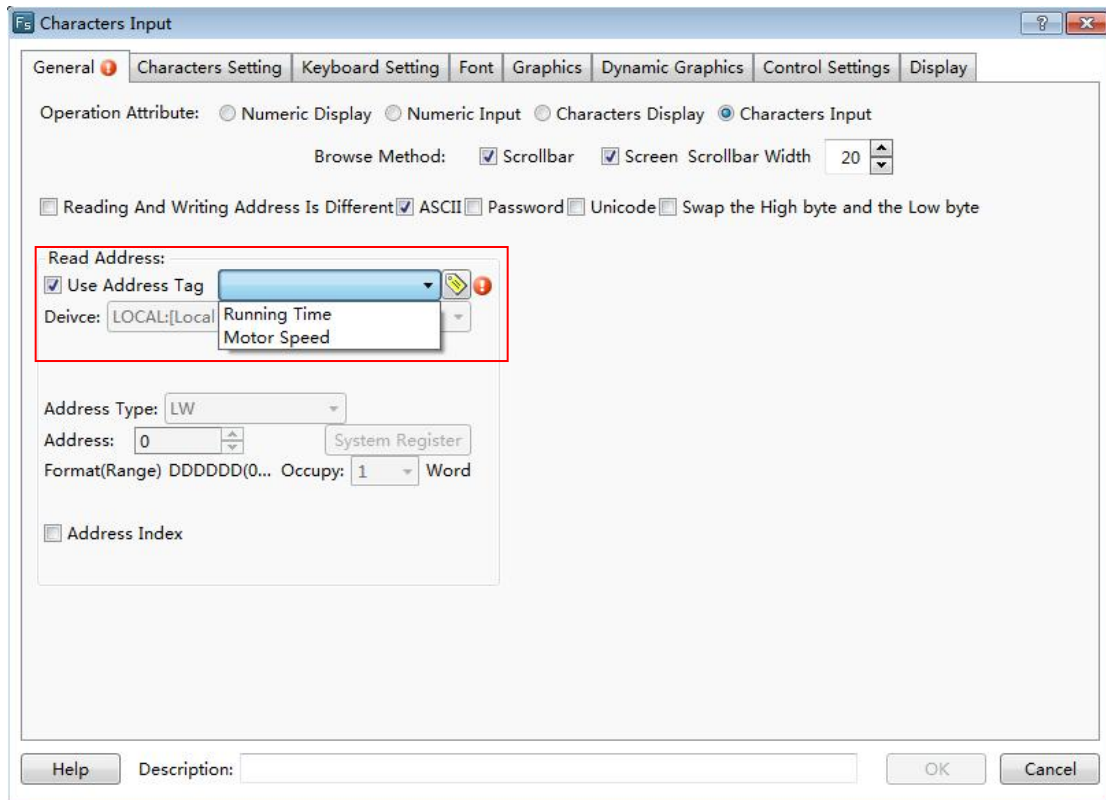 Fs Characters Input
General Characters Setting Keyboard Setting Font Graphics Dynamic Graphics Control Settings Display
Operation Attribute: Numeric Display Numeric Input Characters Display Characters Input
Browse Method: Scrollbar Screen Scrollbar Width 20
Reading And Writing Address Is Different ASCII Password Unicode Swap the High byte and the Low byte
Read Address:
Use Address Tag
Deivce: LOCAL:[Local
Running Time
Motor Speed
Address Type: LW
Address: 0 System Register
Format(Range) DDDDDD(0... Occupy: 1 Word
Address Index
Help Description: OK Cancel